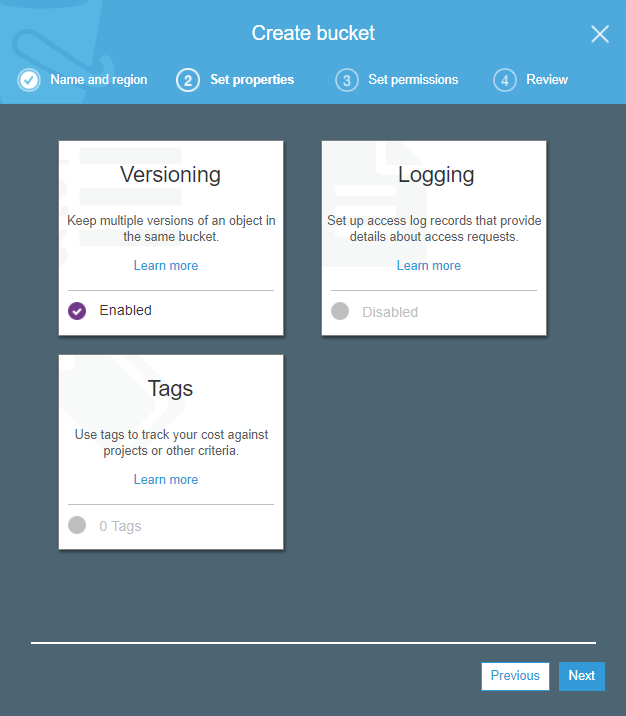 Create bucket
Name and region
2 Set properties
3 Set permissions
4 Review
Versioning
Keep multiple versions of an object in
the same bucket.
Learn more
Enabled
Logging
Set up access log records that provide
details about access requests.
Learn more
Disabled
Tags
Use tags to track your cost against
projects or other criteria.
Learn more
0 Tags
Previous
Next